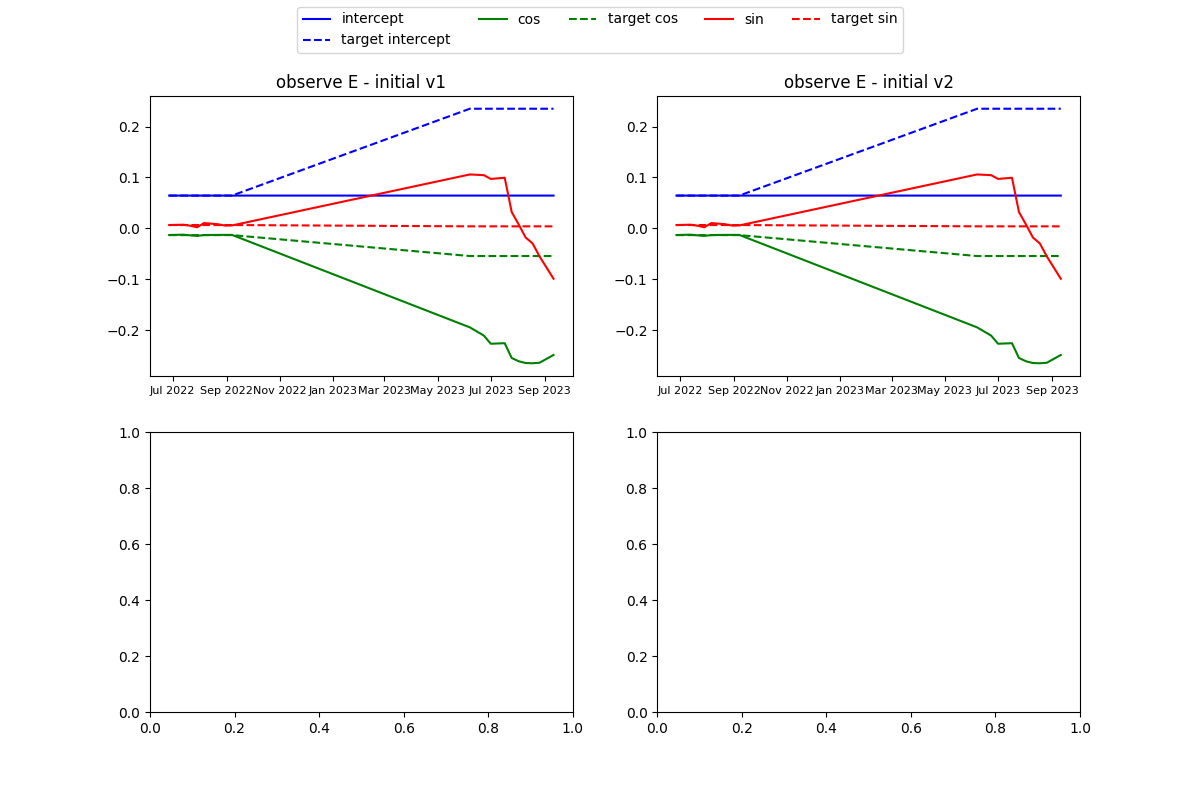 intercept cos target cos sin target sin
target intercept
observe E - initial v1 observe E - initial v2
0.2 0.2
0.1 0.1
0.0 0.0
−0.1 −0.1
−0.2 −0.2
Jul 2022 Sep 2022 Nov 2022 Jan 2023 Mar 2023 May 2023 Jul 2023 Sep 2023 Jul 2022 Sep 2022 Nov 2022 Jan 2023 Mar 2023 May 2023 Jul 2023 Sep 2023
1.0 1.0
0.8 0.8
0.6 0.6
0.4 0.4
0.2 0.2
0.0 0.0
0.0 0.2 0.4 0.6 0.8 1.0 0.0 0.2 0.4 0.6 0.8 1.0